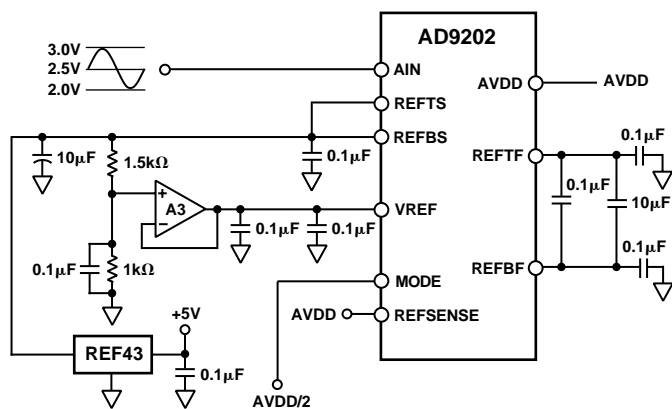 3.0V
2.5V
2.0V
AD9202
AIN
AVDD
AVDD
REFTS
REFBS
10µF
1.5kΩ
0.1µF
REFTF
0.1µF
0.1µF
10µF
A3
+
−
VREF
0.1µF
0.1µF
0.1µF
1kΩ
0.1µF
REFBF
MODE
AVDD
REFSENSE
+5V
REF43
0.1µF
AVDD/2